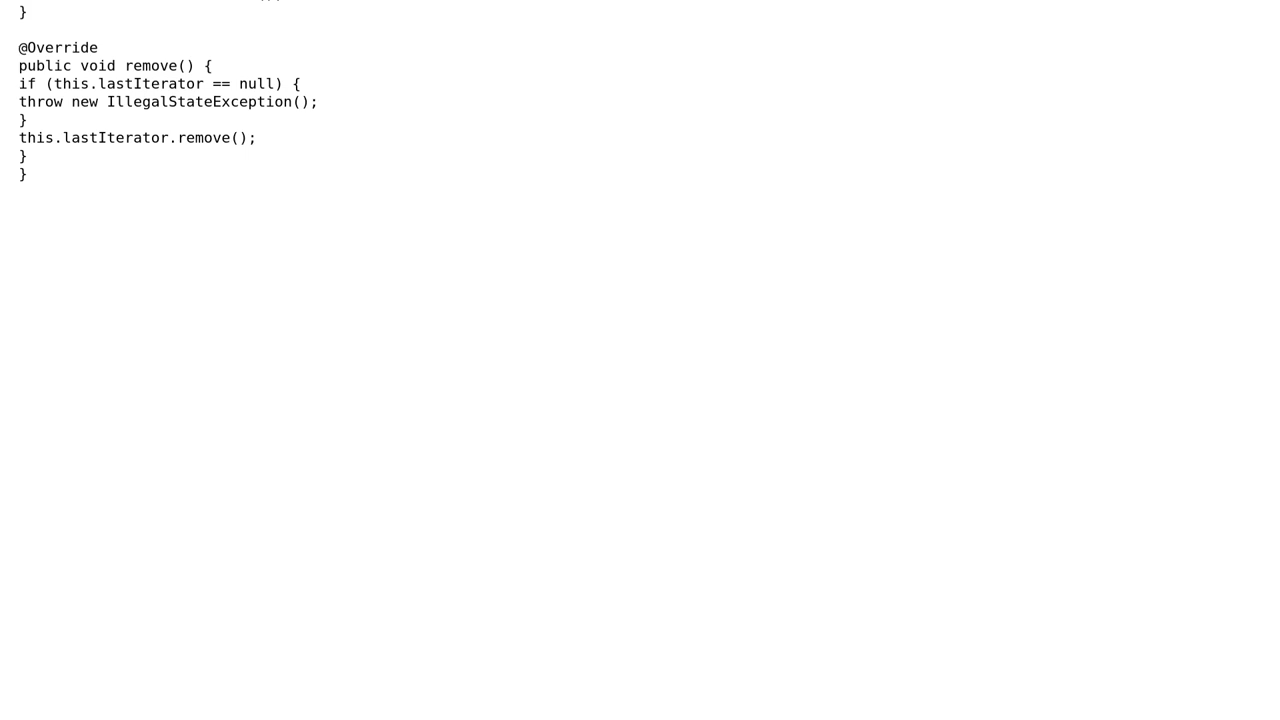 }

@Override
public void remove() {
if (this.lastIterator == null) {
throw new IllegalStateException();
}
this.lastIterator.remove();
}
}